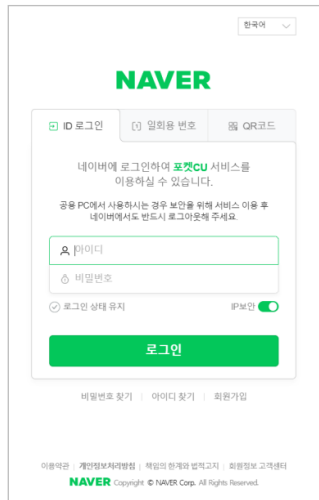 한국어
NAVER
ID 로그인
일회용 번호
QR코드
네이버에 로그인하여 포켓CU 서비스를
이용하실 수 있습니다.
공용 PC에서 사용하시는 경우 보안을 위해 서비스 이용 후
네이버에서도 반드시 로그아웃해 주세요.
아이디
비밀번호
로그인 상태 유지
IP보안
로그인
비밀번호 찾기
아이디 찾기
회원가입
이용약관
개인정보처리방침
책임의 한계와 법적고지
회원정보 고객센터
NAVER Copyright © NAVER Corp. All Rights Reserved.